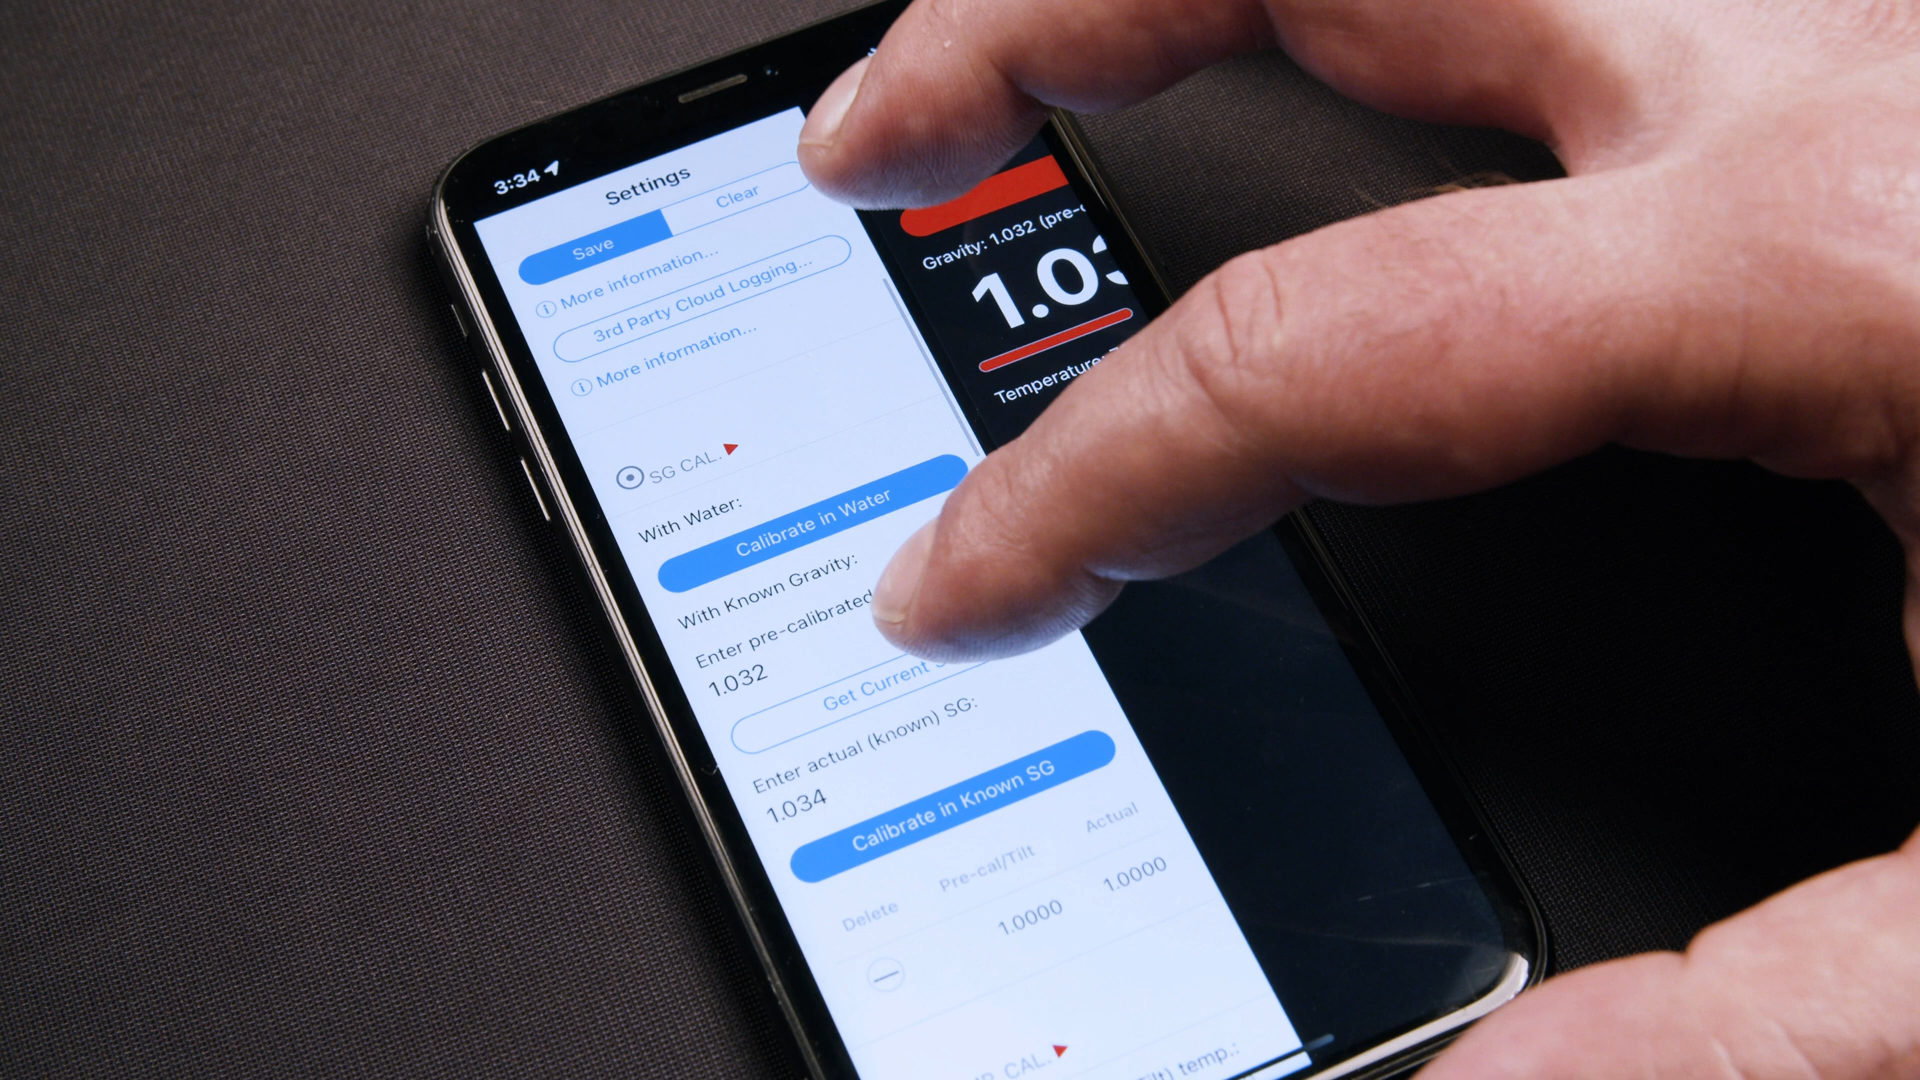 3:34
Settings
Save
Clear
More information...
3rd Party Cloud Logging...
More information...
SG CAL.
With Water:
Calibrate in Water
With Known Gravity:
Enter pre-calibrated
1.032
Get Current
Enter actual (known) SG:
1.034
Calibrate in Known SG
Delete Pre-cal/Tilt Actual
1.0000 1.0000
CAL.
temp.:
Gravity: 1.032 (pre-
1.03
Temperature: